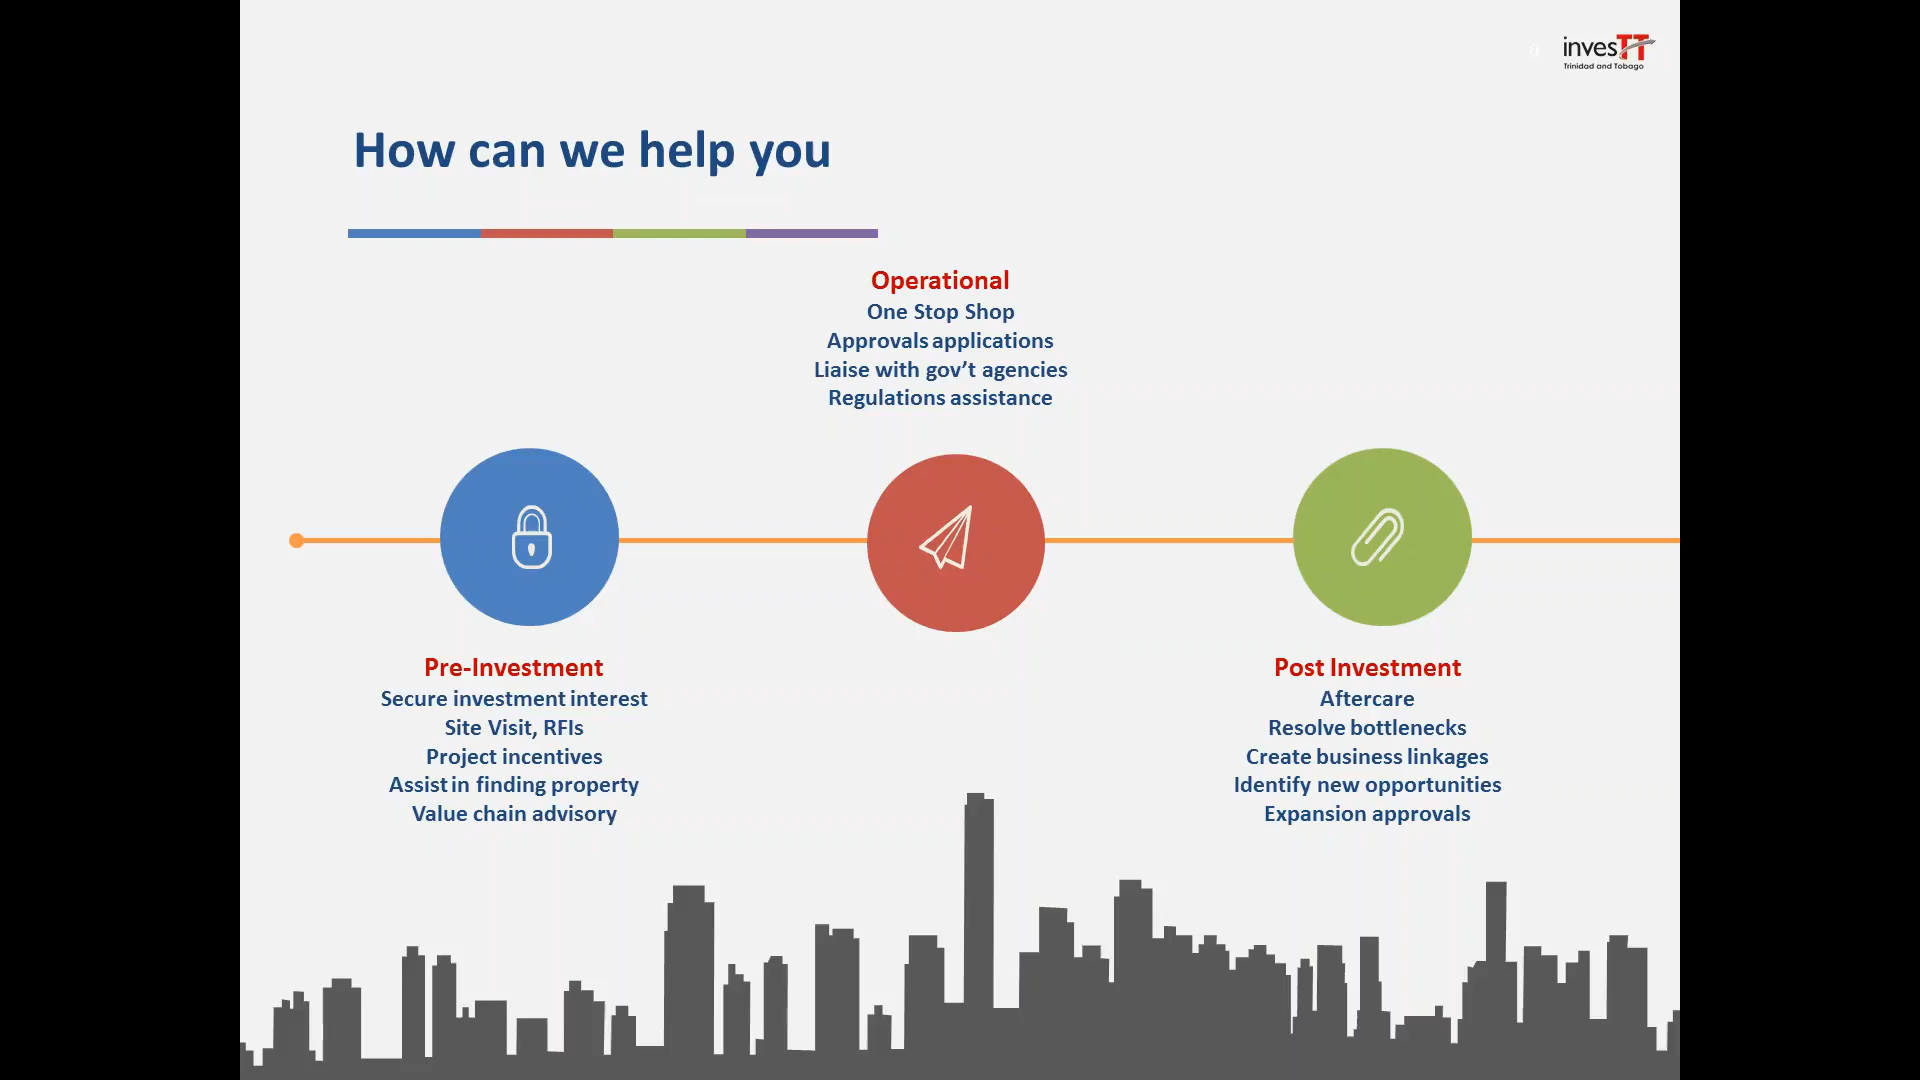 invesTT
Trinidad and Tobago
How can we help you
Operational
One Stop Shop
Approvals applications
Liaise with gov’t agencies
Regulations assistance
Pre-Investment
Secure investment interest
Site Visit, RFIs
Project incentives
Assist in finding property
Value chain advisory
Post Investment
Aftercare
Resolve bottlenecks
Create business linkages
Identify new opportunities
Expansion approvals